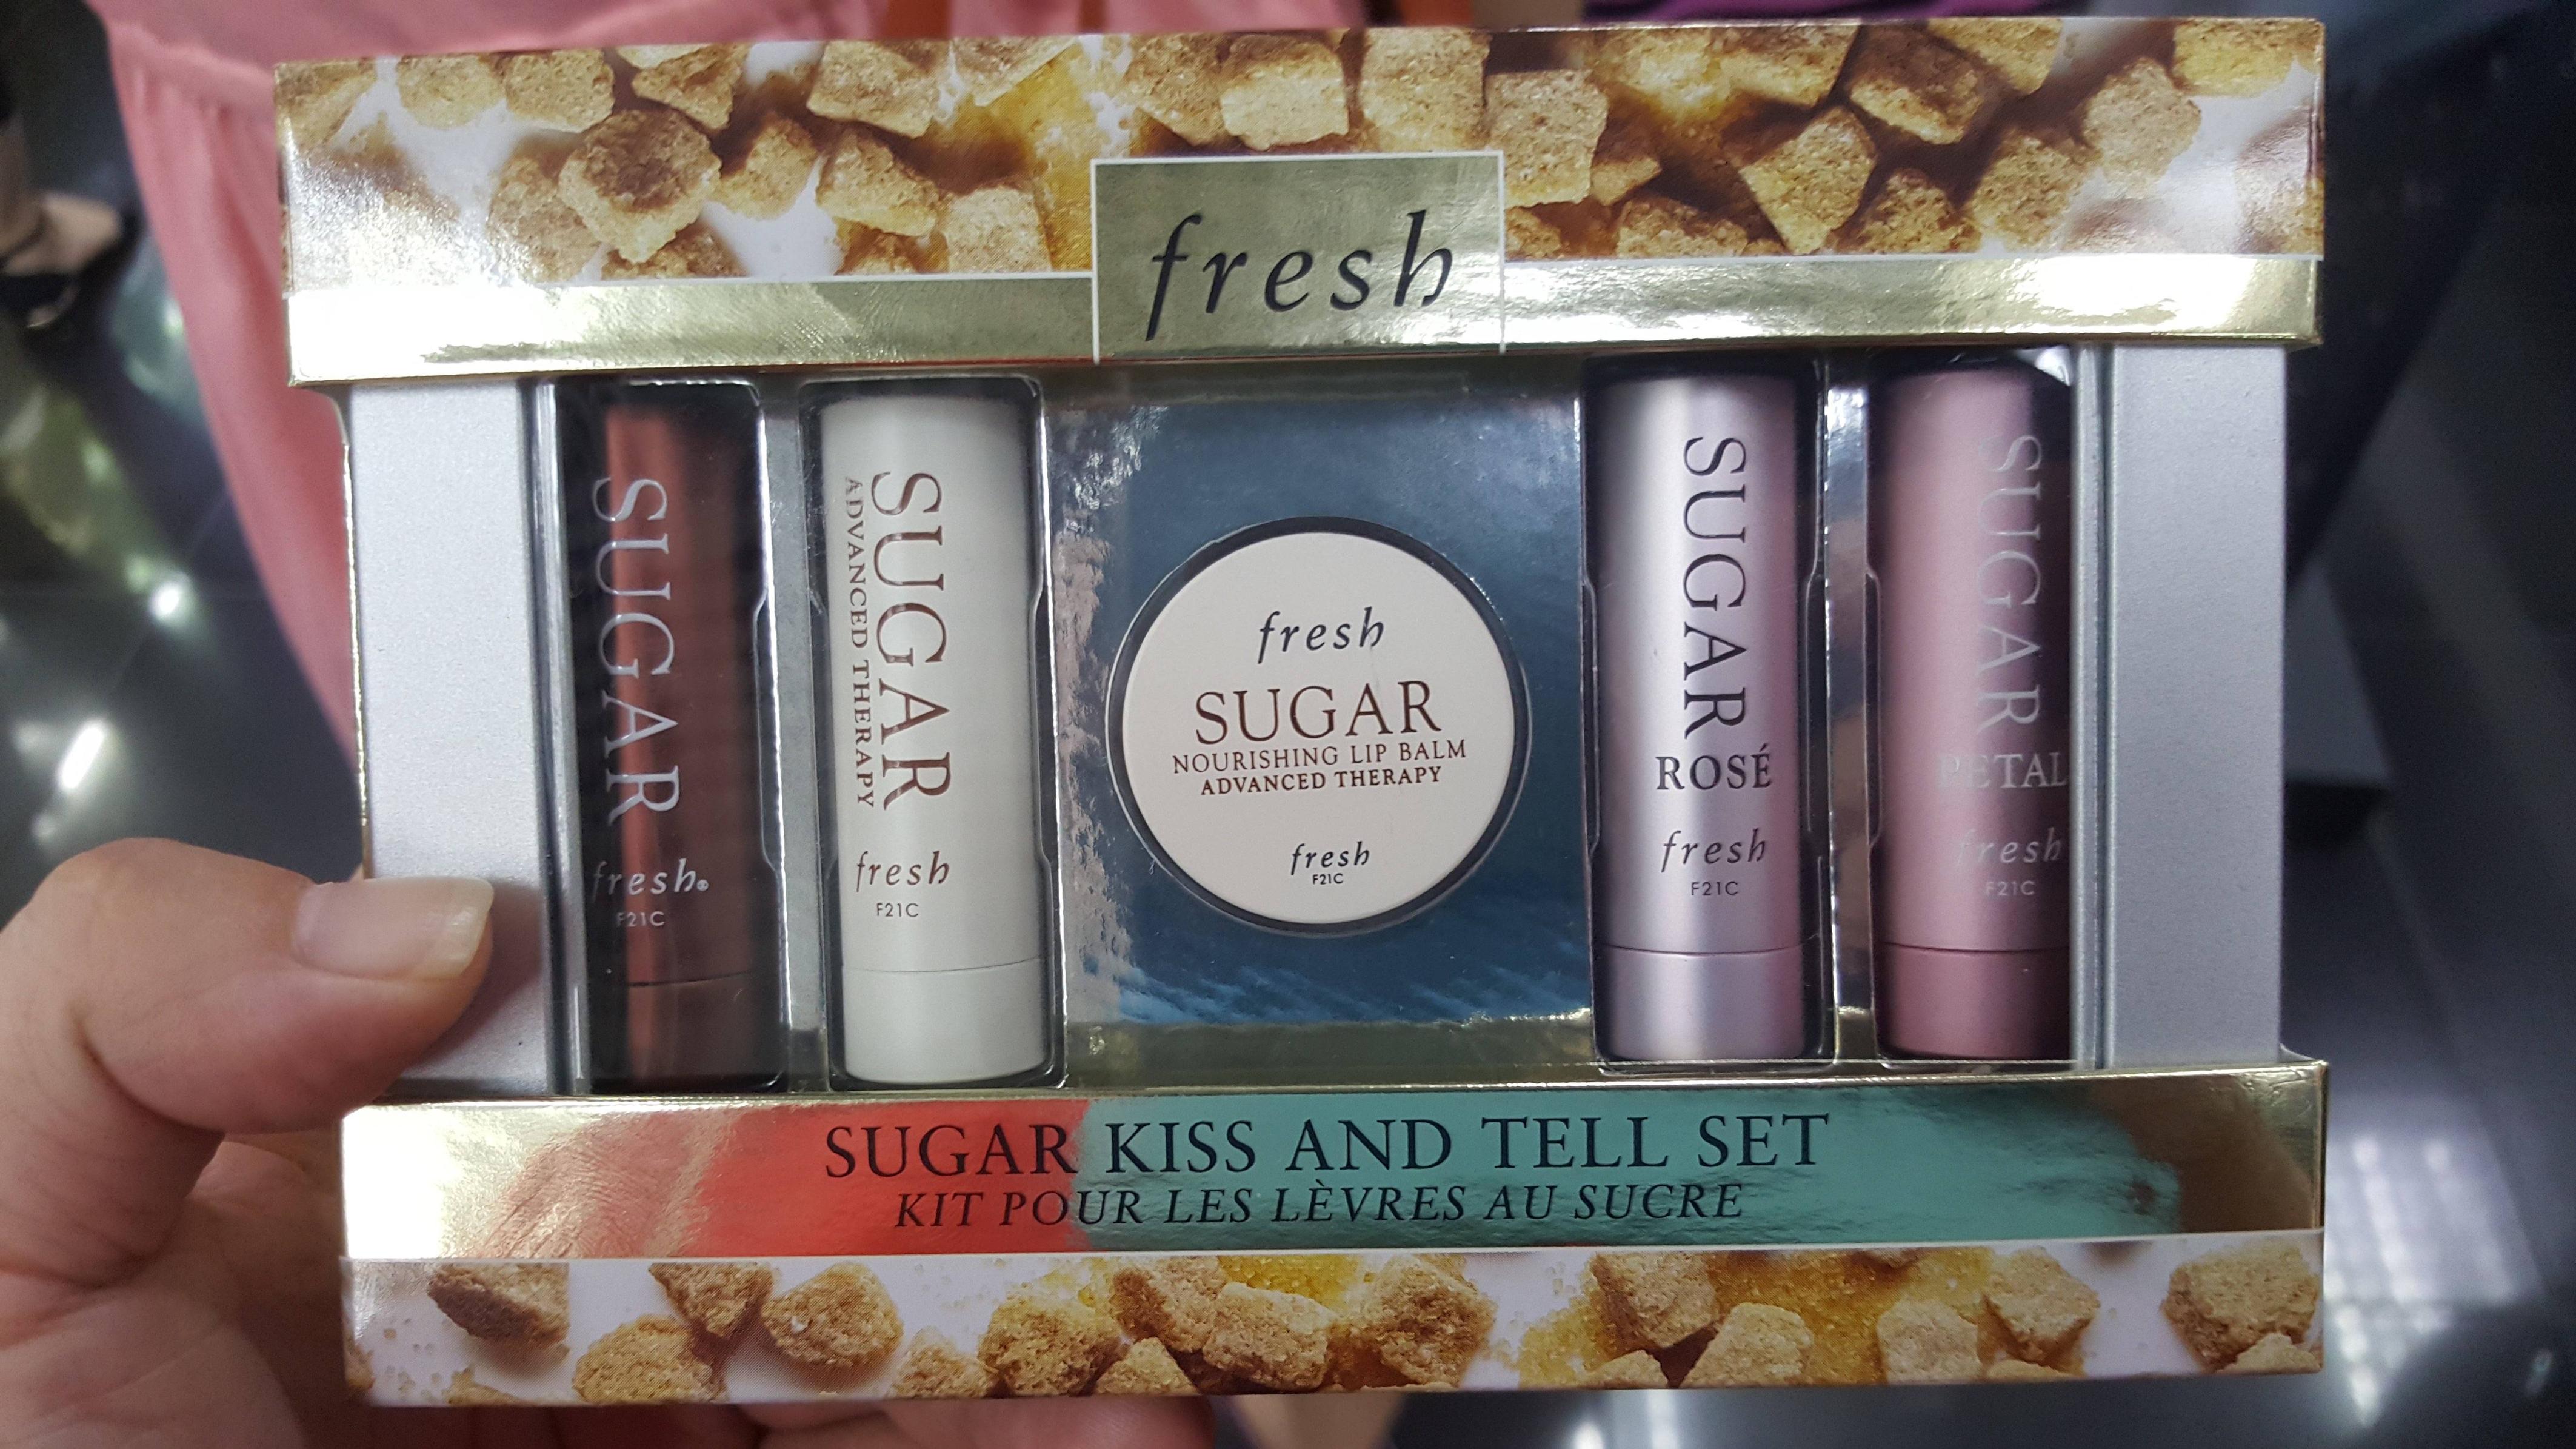 fresh
SUGAR
fresh®
F21C
SUGAR
ADVANCED THERAPY
fresh
F21C
fresh
SUGAR
NOURISHING LIP BALM
ADVANCED THERAPY
fresh
F21C
SUGAR
ROSÉ
fresh
F21C
SUGAR
PETAL
fresh
F21C
SUGAR KISS AND TELL SET
KIT POUR LES LÈVRES AU SUCRE